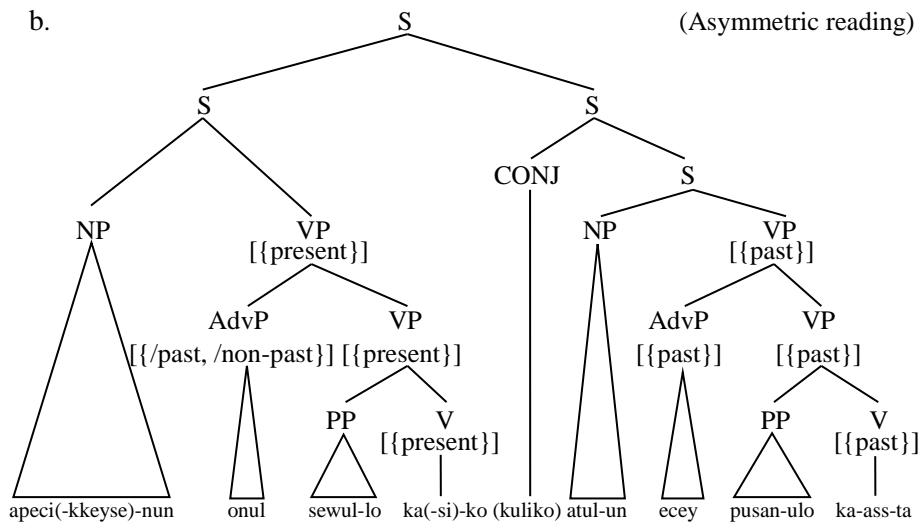 b. S (Asymmetric reading)
S S
CONJ S
NP VP NP VP
[{present}] [{past}]
AdvP VP AdvP VP
[{/past, /non-past}] [{present}] [{past}] [{past}]
PP V PP V
[{present}] [{past}]
apeci(-kkeyse)-nun onul sewul-lo ka(-si)-ko (kuliko) atul-un ecey pusan-ulo ka-ass-ta